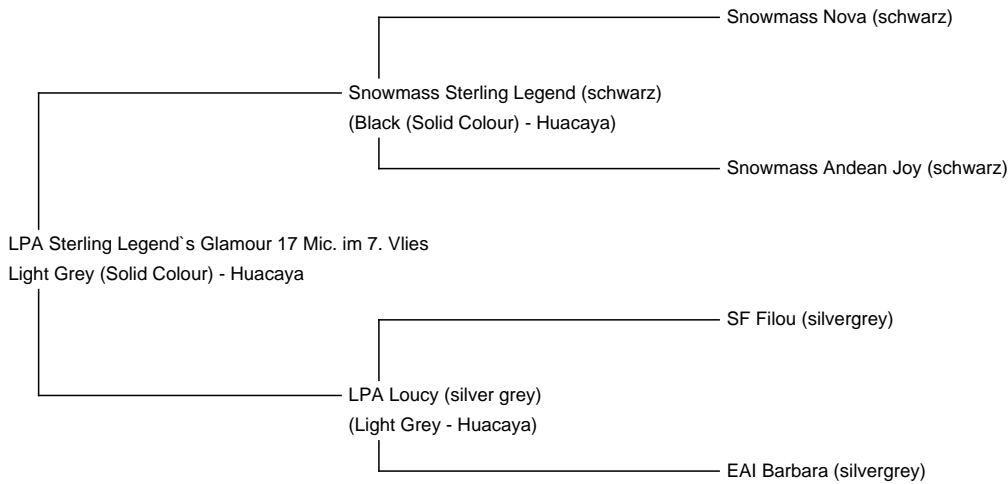 Snowmass Nova (schwarz)
Snowmass Sterling Legend (schwarz)
(Black (Solid Colour) - Huacaya)
Snowmass Andean Joy (schwarz)
LPA Sterling Legend`s Glamour 17 Mic. im 7. Vlies
Light Grey (Solid Colour) - Huacaya
SF Filou (silvergrey)
LPA Loucy (silver grey)
(Light Grey - Huacaya)
EAI Barbara (silvergrey)